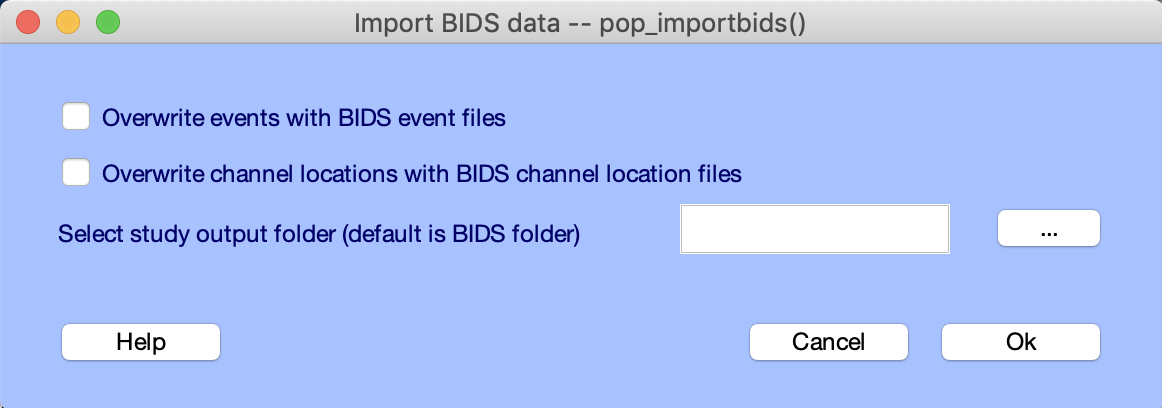 Import BIDS data -- pop_importbids()
Overwrite events with BIDS event files
Overwrite channel locations with BIDS channel location files
Select study output folder (default is BIDS folder)
...
Help
Cancel
Ok